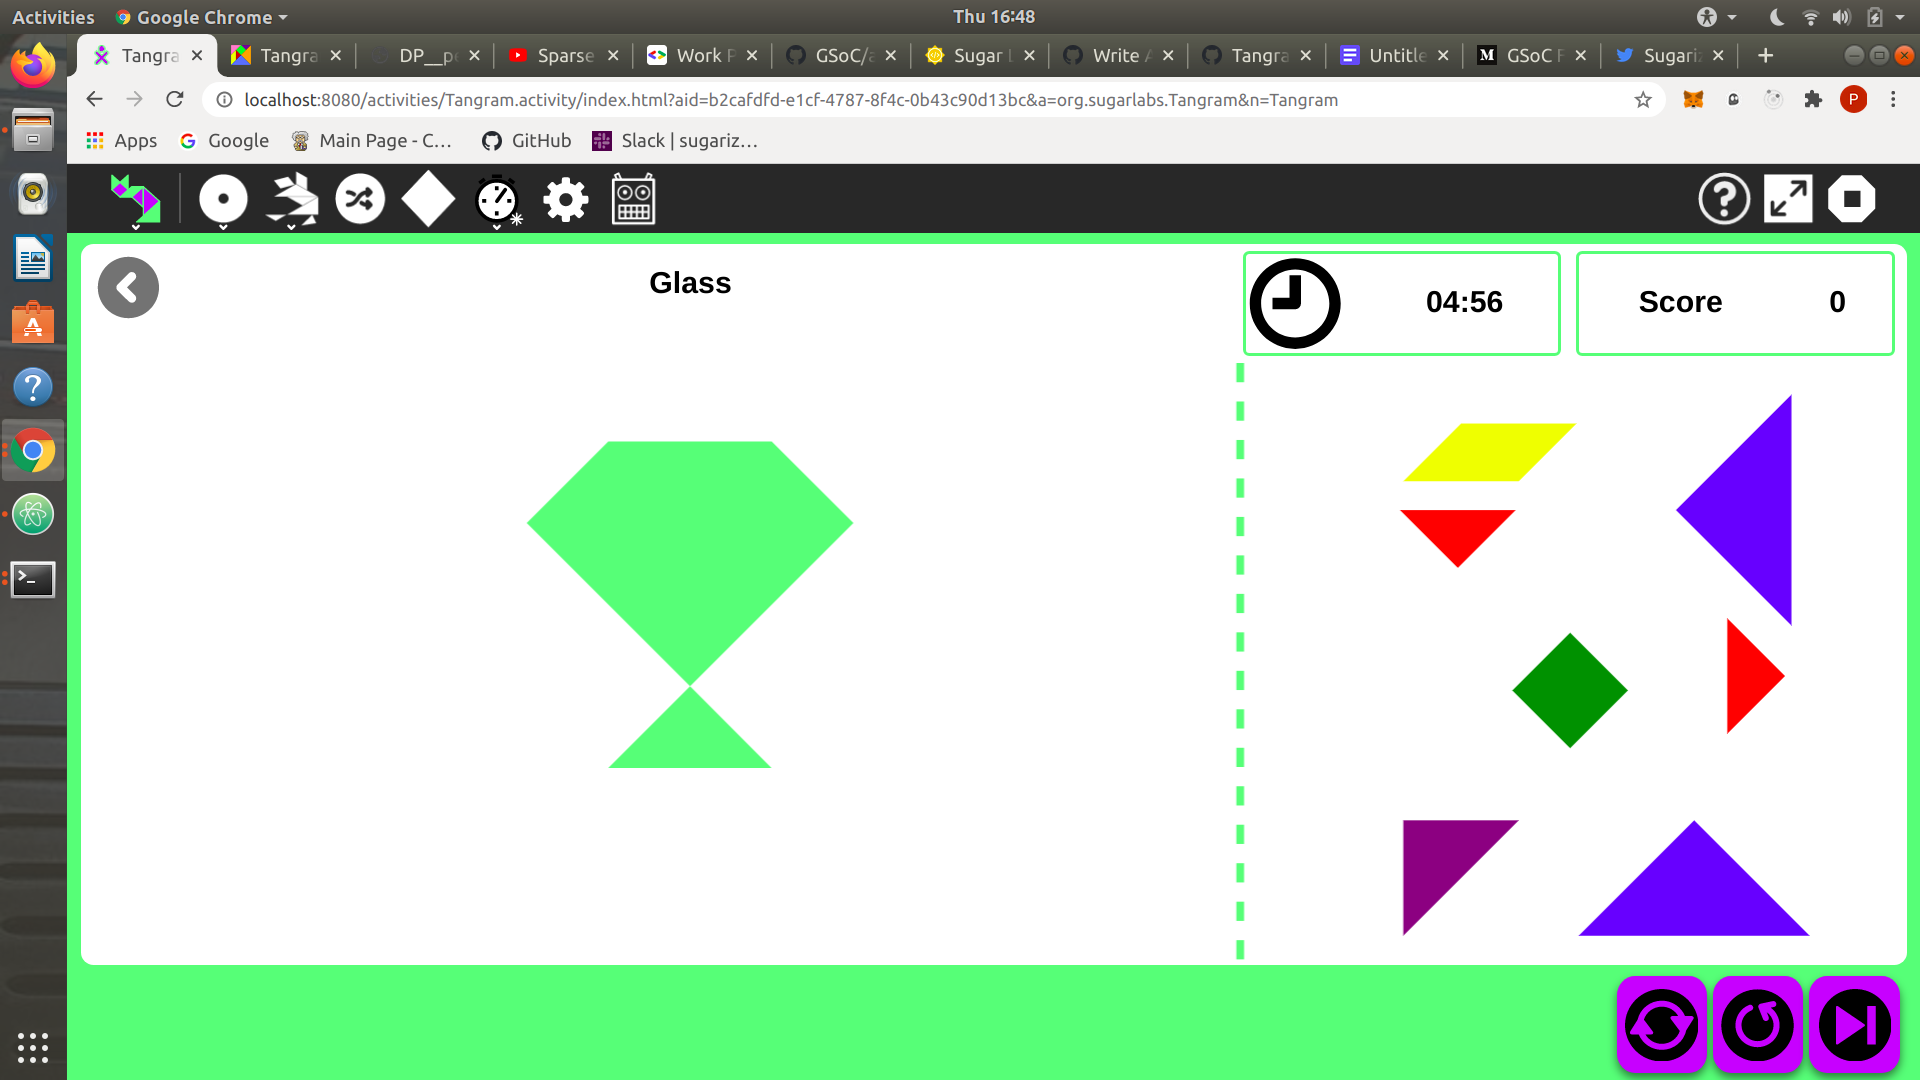 Activities Google Chrome Thu 16:48
Tangra Tangra DP__p Sparse Work P GSoC/a Sugar L Write A Tangra Untitle GSoC F Sugariz
localhost:8080/activities/Tangram.activity/index.html?aid=b2cafdfd-e1cf-4787-8f4c-0b43c90d13bc&a=org.sugarlabs.Tangram&n=Tangram P
Apps Google Main Page - C... GitHub Slack | sugariz...
Glass 04:56 Score 0